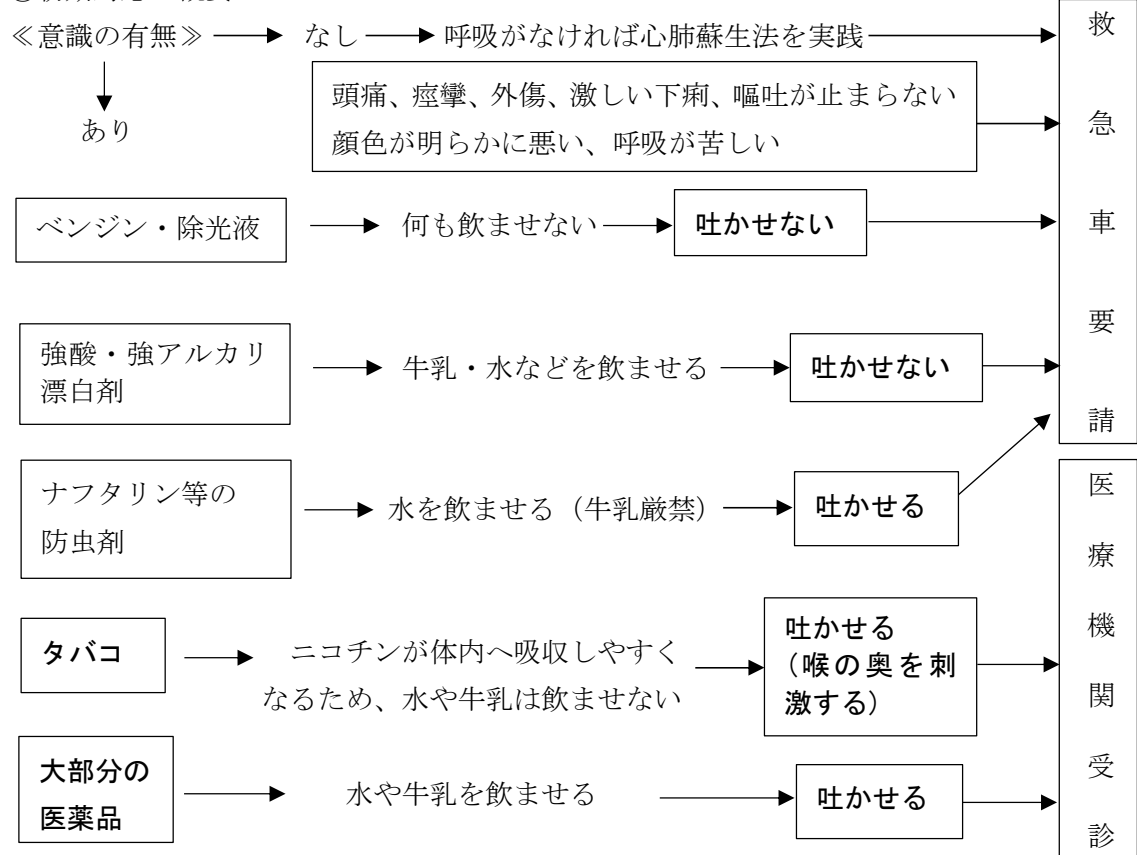 ≪意識の有無≫ なし 呼吸がなければ心肺蘇生法を実践
あり
頭痛、痙攣、外傷、激しい下痢、嘔吐が止まらない
顔色が明らかに悪い、呼吸が苦しい
ベンジン・除光液 何も飲ませない 吐かせない
強酸・強アルカリ
漂白剤
牛乳・水などを飲ませる 吐かせない
ナフタリン等の
防虫剤
水を飲ませる（牛乳厳禁） 吐かせる
タバコ
ニコチンが体内へ吸収しやすく
なるため、水や牛乳は飲ませない
吐かせる
（喉の奥を刺
激する）
大部分の
医薬品
水や牛乳を飲ませる 吐かせる
救急車要請
医療機関受診